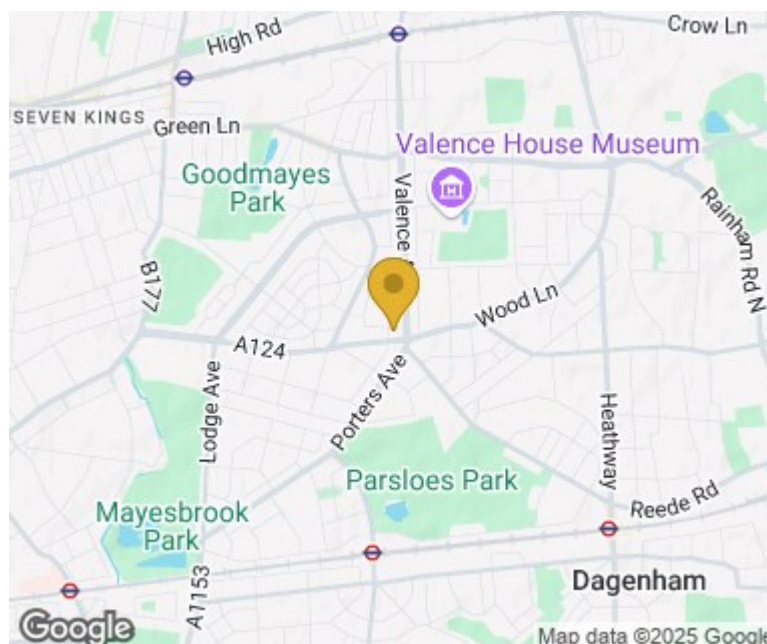 High Rd
Crow Ln
SEVEN KINGS
Green Ln
Valence House Museum
Goodmayes
Park
Valence A
Rainham Rd N
B177
Wood Ln
A124
Lodge Ave
Porters Ave
Heathway
Parsloes Park
Reede Rd
Mayesbrook
Park
A1153
Dagenham
Google
Map data ©2025 Google